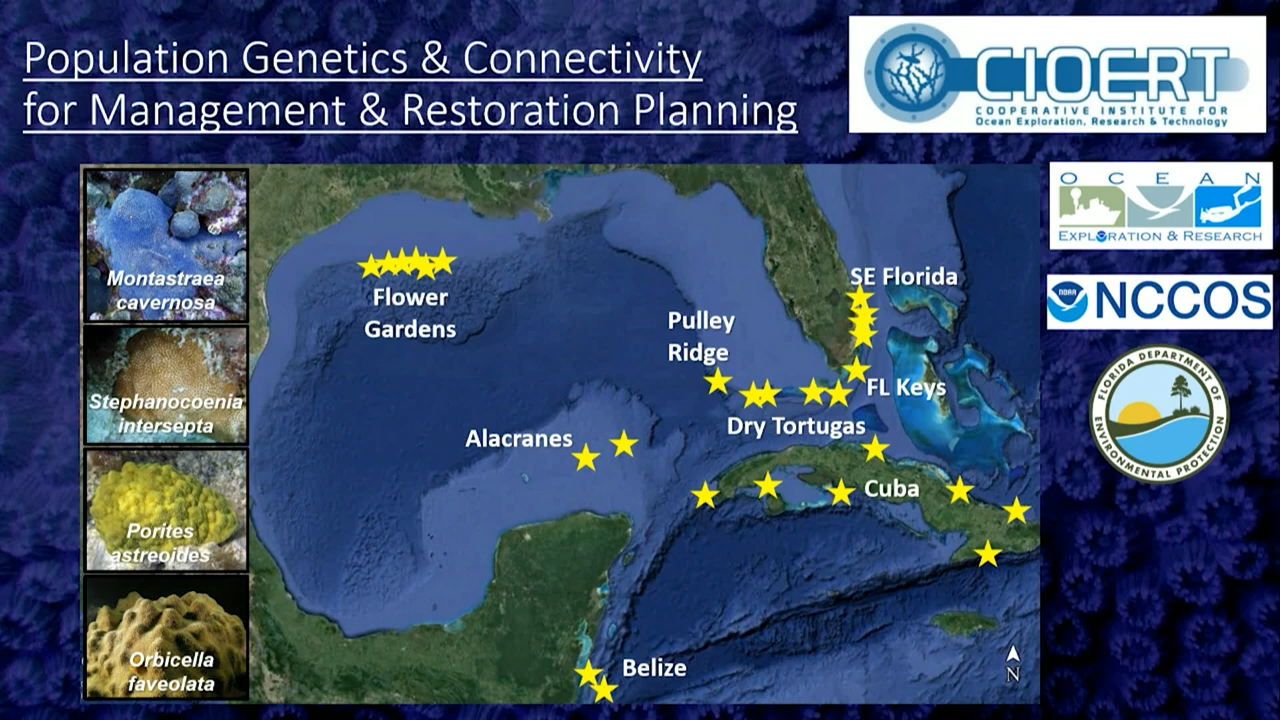 Population Genetics & Connectivity
for Management & Restoration Planning
CIOERT
COOPERATIVE INSTITUTE FOR
Ocean Exploration, Research & Technology
OCEAN
EXPLORATION & RESEARCH
NOAA
NCCOS
FLORIDA DEPARTMENT OF
ENVIRONMENTAL PROTECTION
Montastraea
cavernosa
Stephanocoenia
intersepta
Porites
astreoides
Orbicella
faveolata
Flower
Gardens
SE Florida
Pulley
Ridge
FL Keys
Dry Tortugas
Alacranes
Cuba
Belize
N